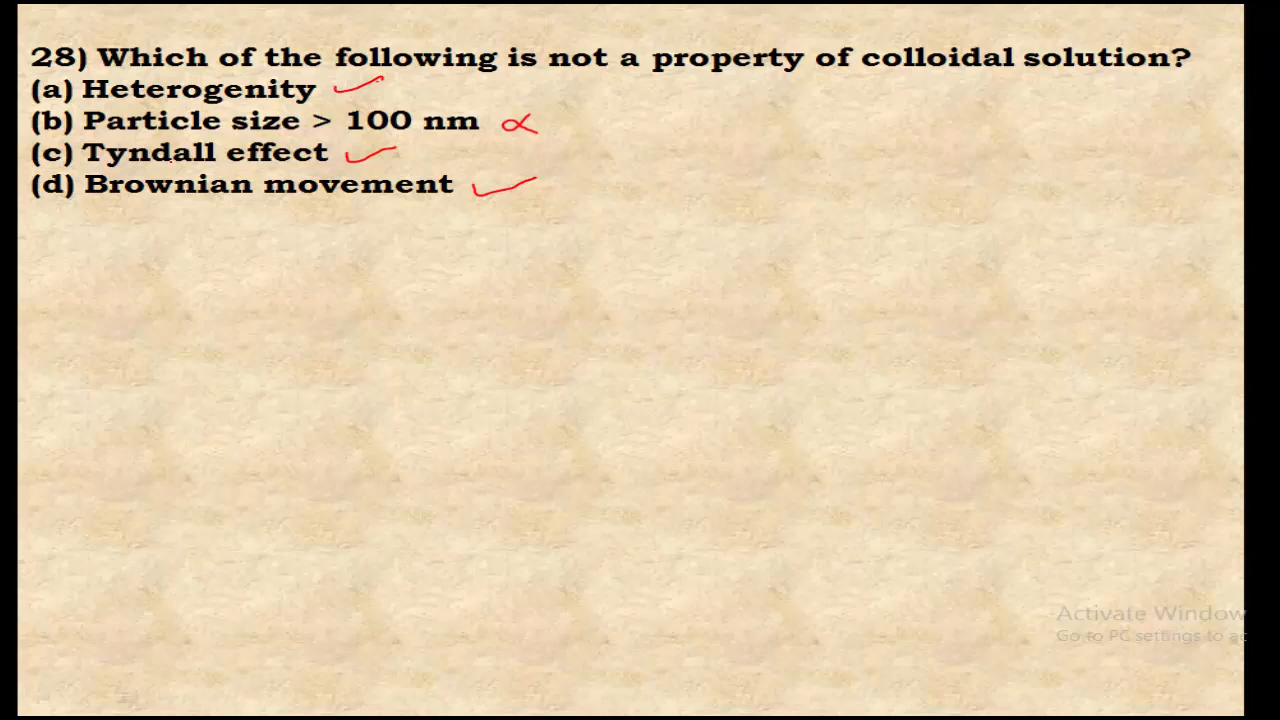 28) Which of the following is not a property of colloidal solution?
(a) Heterogenity
(b) Particle size > 100 nm
(c) Tyndall effect
(d) Brownian movement
Activate Window
Go to PC settings to ac